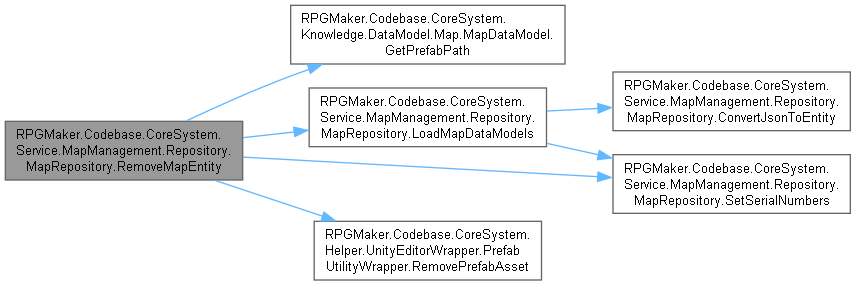 RPGMaker.Codebase.CoreSystem.
Knowledge.DataModel.Map.MapDataModel.
GetPrefabPath
RPGMaker.Codebase.CoreSystem.
Service.MapManagement.Repository.
MapRepository.RemoveMapEntity
RPGMaker.Codebase.CoreSystem.
Service.MapManagement.Repository.
MapRepository.LoadMapDataModels
RPGMaker.Codebase.CoreSystem.
Service.MapManagement.Repository.
MapRepository.ConvertJsonToEntity
RPGMaker.Codebase.CoreSystem.
Service.MapManagement.Repository.
MapRepository.SetSerialNumbers
RPGMaker.Codebase.CoreSystem.
Helper.UnityEditorWrapper.Prefab
UtilityWrapper.RemovePrefabAsset